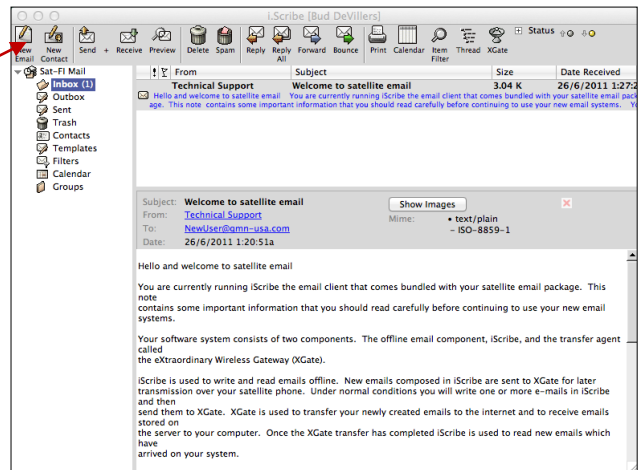 i.Scribe [Bud DeVillers]
New Email New Contact Send + Receive Preview Delete Spam Reply Reply All Forward Bounce Print Calendar Item Filter Thread XGate Status 0 0
Sat-FI Mail
Inbox (1)
Outbox
Sent
Trash
Contacts
Templates
Filters
Calendar
Groups
! From Subject Size Date Received
Technical Support Welcome to satellite email 3.04 K 26/6/2011 1:27:2
Hello and welcome to satellite email You are currently running iScribe the email client that comes bundled with your satellite email pack
age. This note contains some important information that you should read carefully before continuing to use your new email systems. Yo
Subject: Welcome to satellite email
From: Technical Support
To: NewUser@gmn-usa.com
Date: 26/6/2011 1:20:51a
Show Images
Mime: • text/plain
– ISO-8859-1
Hello and welcome to satellite email
You are currently running iScribe the email client that comes bundled with your satellite email package. This
note
contains some important information that you should read carefully before continuing to use your new email
systems.
Your software system consists of two components. The offline email component, iScribe, and the transfer agent
called
the eXtraordinary Wireless Gateway (XGate).
iScribe is used to write and read emails offline. New emails composed in iScribe are sent to XGate for later
transmission over your satellite phone. Under normal conditions you will write one or more e-mails in iScribe
and then
send them to XGate. XGate is used to transfer your newly created emails to the internet and to receive emails
stored on
the server to your computer. Once the XGate transfer has completed iScribe is used to read new emails which
have
arrived on your system.